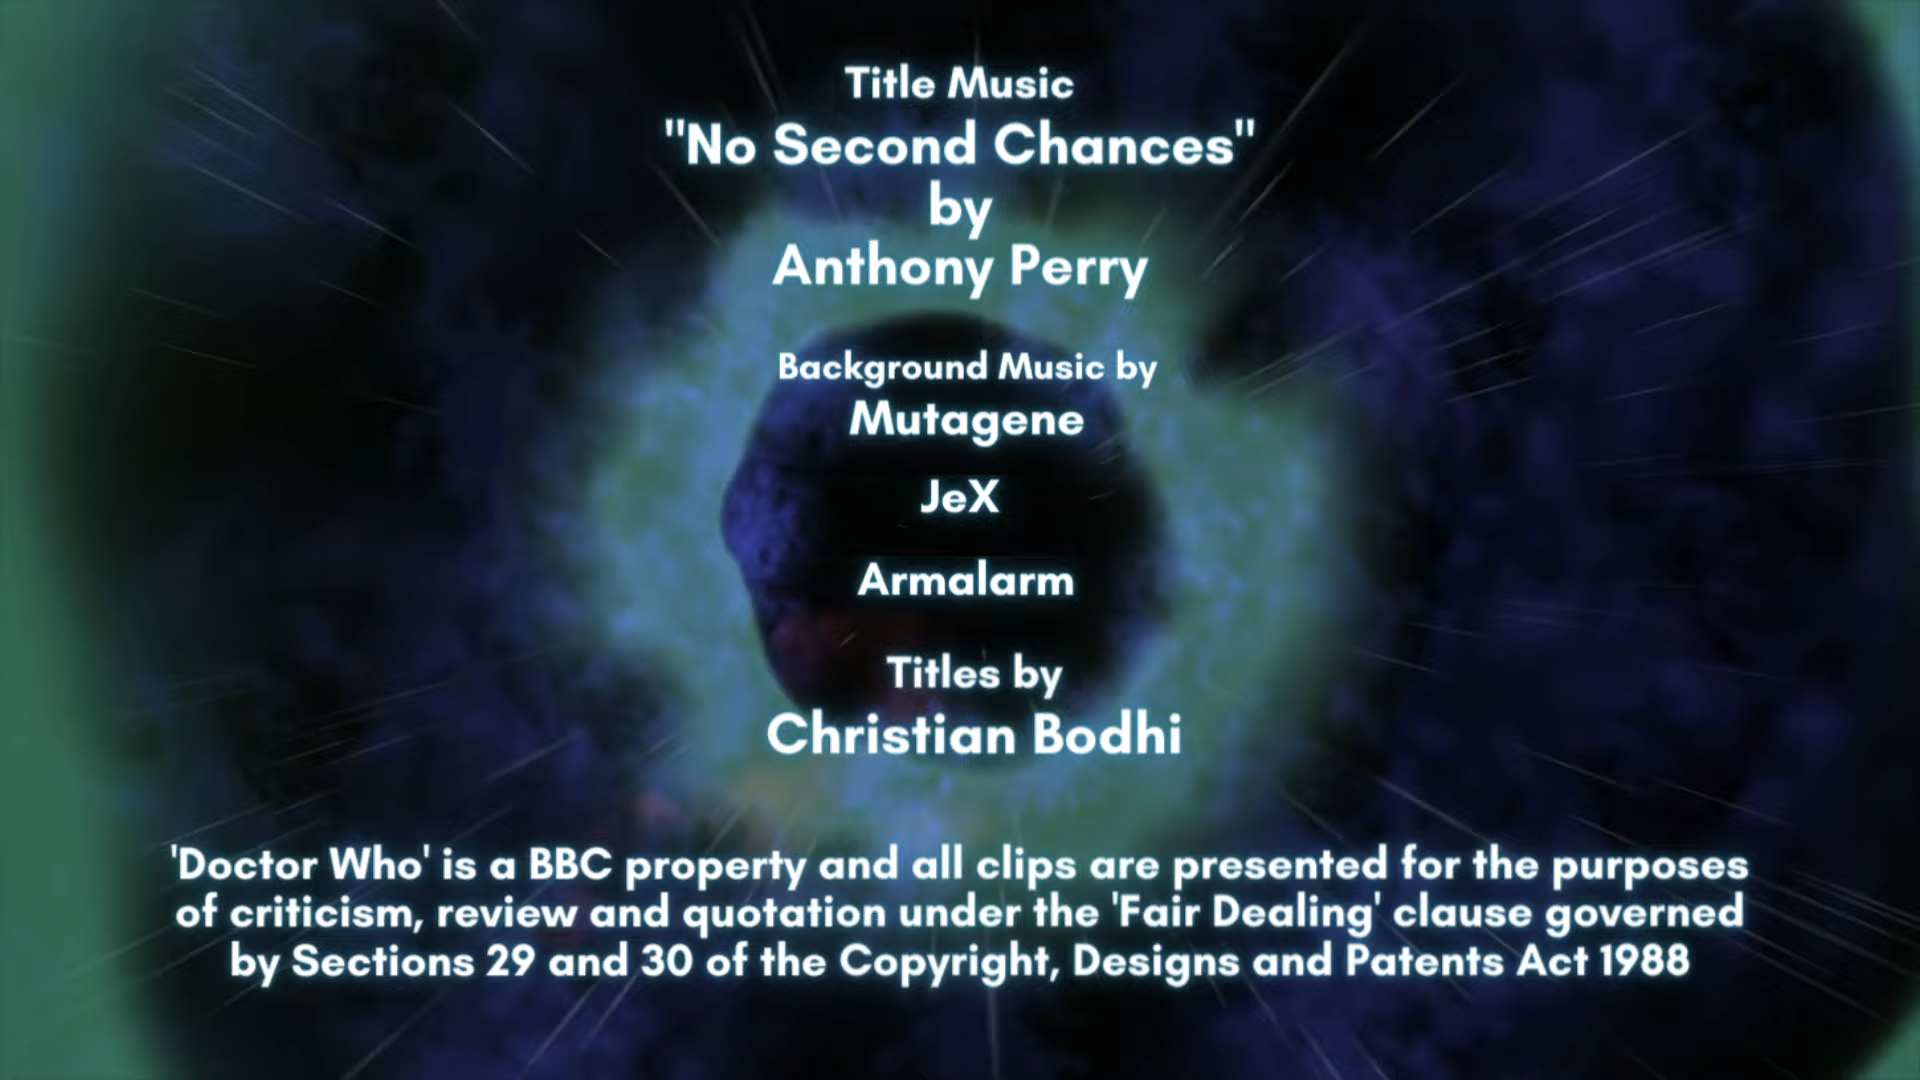 Title Music
"No Second Chances"
by
Anthony Perry
Background Music by
Mutagene
JeX
Armalarm
Titles by
Christian Bodhi
'Doctor Who' is a BBC property and all clips are presented for the purposes
of criticism, review and quotation under the 'Fair Dealing' clause governed
by Sections 29 and 30 of the Copyright, Designs and Patents Act 1988